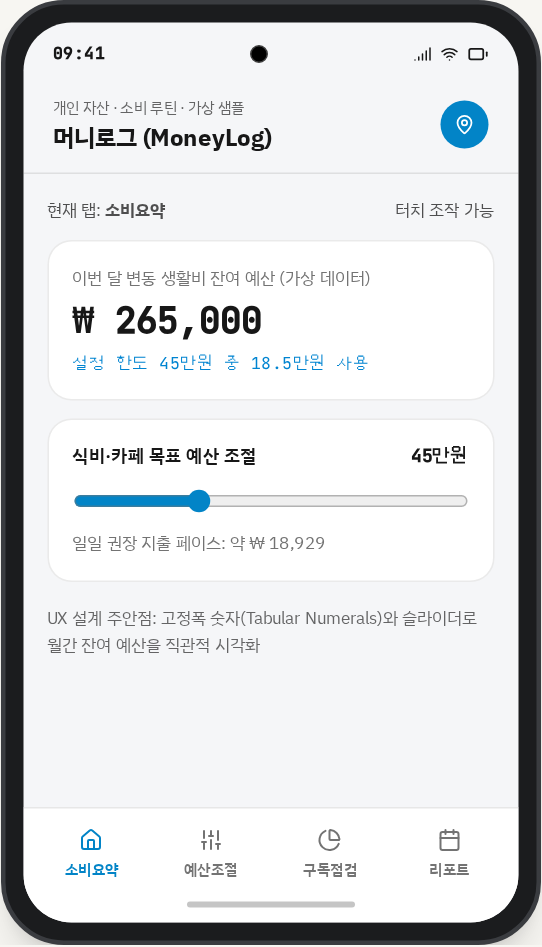 09:41
개인 자산 · 소비 루틴 · 가상 샘플
머니로그 (MoneyLog)
현재 탭: 소비요약
터치 조작 가능
이번 달 변동 생활비 잔여 예산 (가상 데이터)
₩ 265,000
설정 한도 45만원 중 18.5만원 사용
식비·카페 목표 예산 조절
45만원
일일 권장 지출 페이스: 약 ₩ 18,929
UX 설계 주안점: 고정폭 숫자(Tabular Numerals)와 슬라이더로
월간 잔여 예산을 직관적 시각화
소비요약
예산조절
구독점검
리포트